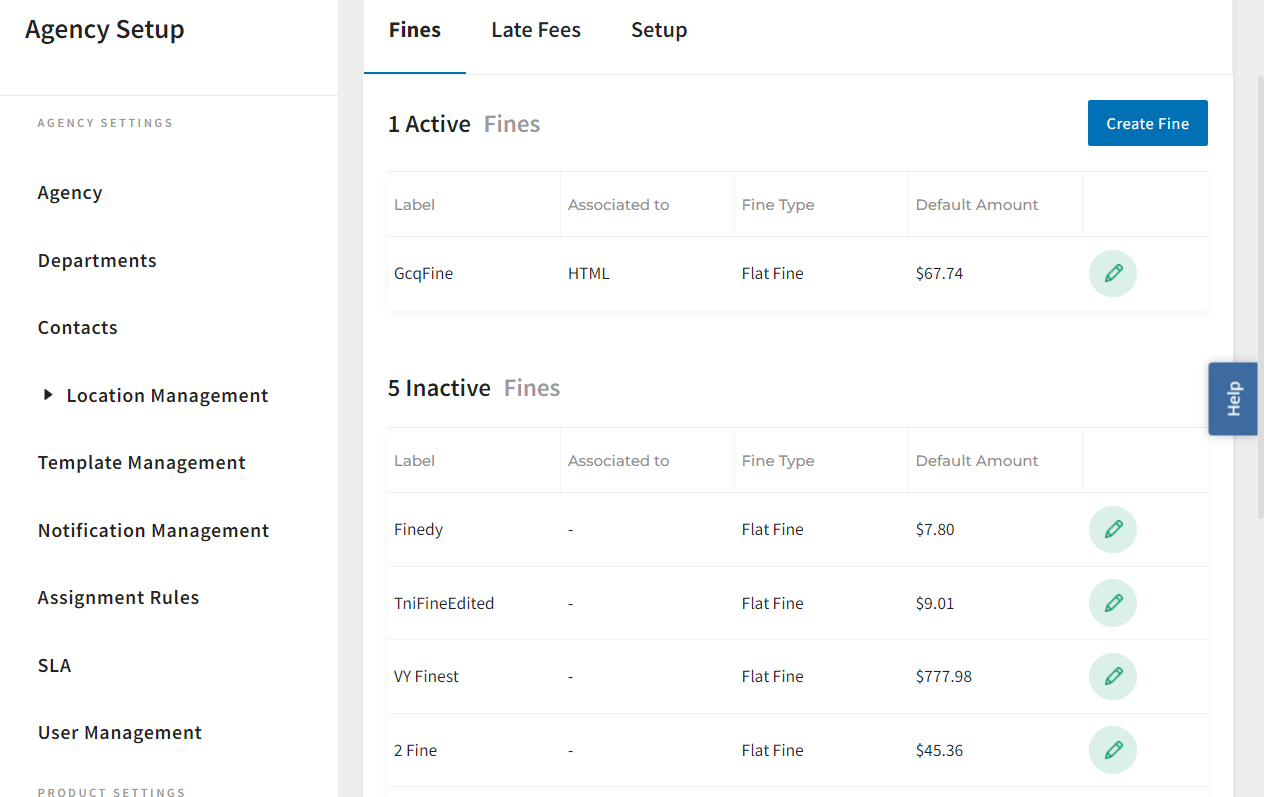 Agency Setup
AGENCY SETTINGS
Agency
Departments
Contacts
Location Management
Template Management
Notification Management
Assignment Rules
SLA
User Management
PRODUCT SETTINGS
Fines Late Fees Setup
1 Active Fines
Create Fine
Label Associated to Fine Type Default Amount
GcqFine HTML Flat Fine $67.74
5 Inactive Fines
Label Associated to Fine Type Default Amount
Finedy - Flat Fine $7.80
TniFineEdited - Flat Fine $9.01
VY Finest - Flat Fine $777.98
2 Fine - Flat Fine $45.36
Help